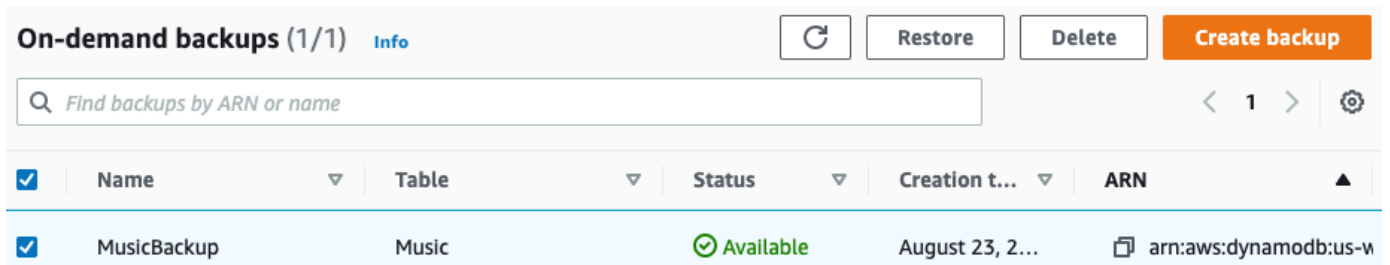 On-demand backups (1/1) Info Restore Delete Create backup
Find backups by ARN or name 1
Name Table Status Creation t... ARN
MusicBackup Music Available August 23, 2... arn:aws:dynamodb:us-w